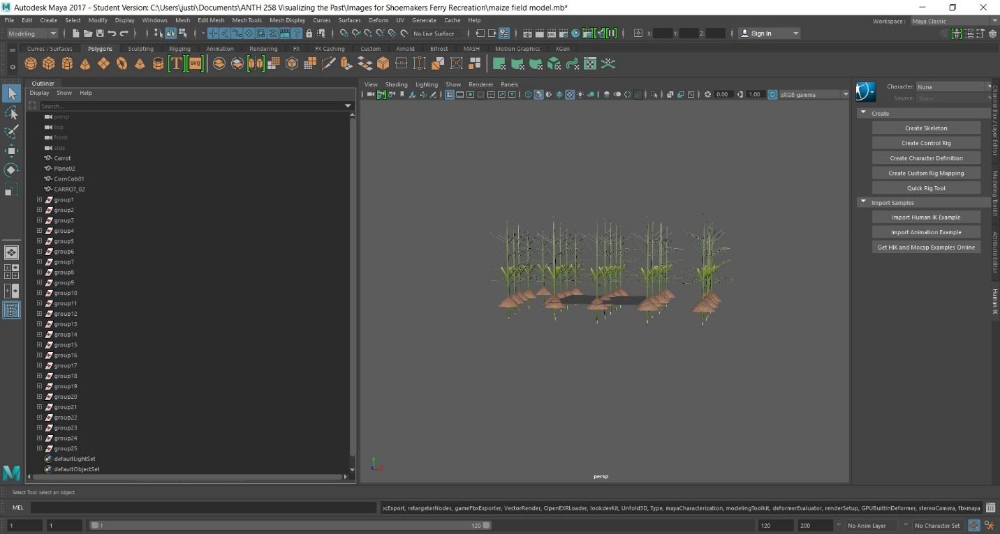 Autodesk Maya 2017 - Student Version: C:\Users\justi\Documents\ANTH 258 Visualizing the Past\Images for Shoemakers Ferry Recreation\maize field model.mb*
File Edit Create Select Modify Display Windows Mesh Edit Mesh Mesh Tools Mesh Display Curves Surfaces Deform UV Generate Cache Help
Workspace : Maya Classic
Modeling No Live Surface X: Y: Z: Sign In
Curves / Surfaces Polygons Sculpting Rigging Animation Rendering FX FX Caching Custom Arnold Bifrost MASH Motion Graphics XGen
T svg
Outliner
Display Show Help
Search...
persp
top
front
side
Carrot
Plane02
CornCob01
CARROT_02
group1
group2
group3
group4
group5
group6
group7
group8
group9
group10
group11
group12
group13
group14
group15
group16
group17
group18
group19
group20
group21
group22
group23
group24
group25
defaultLightSet
defaultObjectSet
View Shading Lighting Show Renderer Panels
0.00 1.00 sRGB gamma
persp
Character: None
Source: None
Create
Create Skeleton
Create Control Rig
Create Character Definition
Create Custom Rig Mapping
Quick Rig Tool
Import Samples
Import Human IK Example
Import Animation Example
Get HIK and Mocap Examples Online
Channel Box / Layer Editor
Modeling Toolkit
Attribute Editor
Human IK
Select Tool: select an object
MEL
ocExport, retargeterNodes, gameFbxExporter, VectorRender, OpenEXRLoader, lookdevKit, Unfold3D, Type, mayaCharacterization, modelingToolkit, deformerEvaluator, renderSetup, GPUBuiltInDeformer, stereoCamera, fbxmaya
1 1 1 120 120 200 No Anim Layer No Character Set